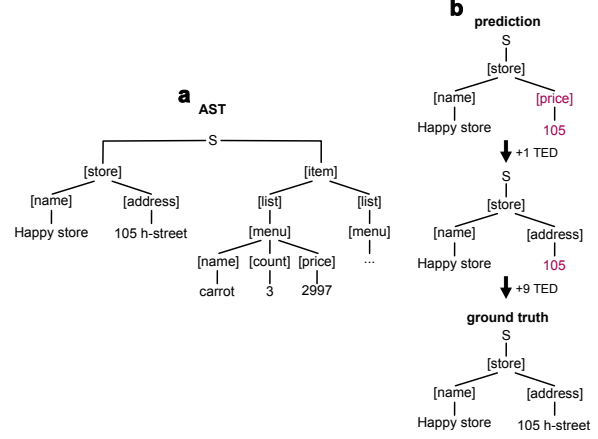 a
AST
S
[store] [item]
[name] [address] [list] [list]
Happy store 105 h-street [menu] [menu]
[name] [count] [price] ...
carrot 3 2997
b
prediction
S
[store]
[name] [price]
Happy store 105
+1 TED
S
[store]
[name] [address]
Happy store 105
+9 TED
ground truth
S
[store]
[name] [address]
Happy store 105 h-street